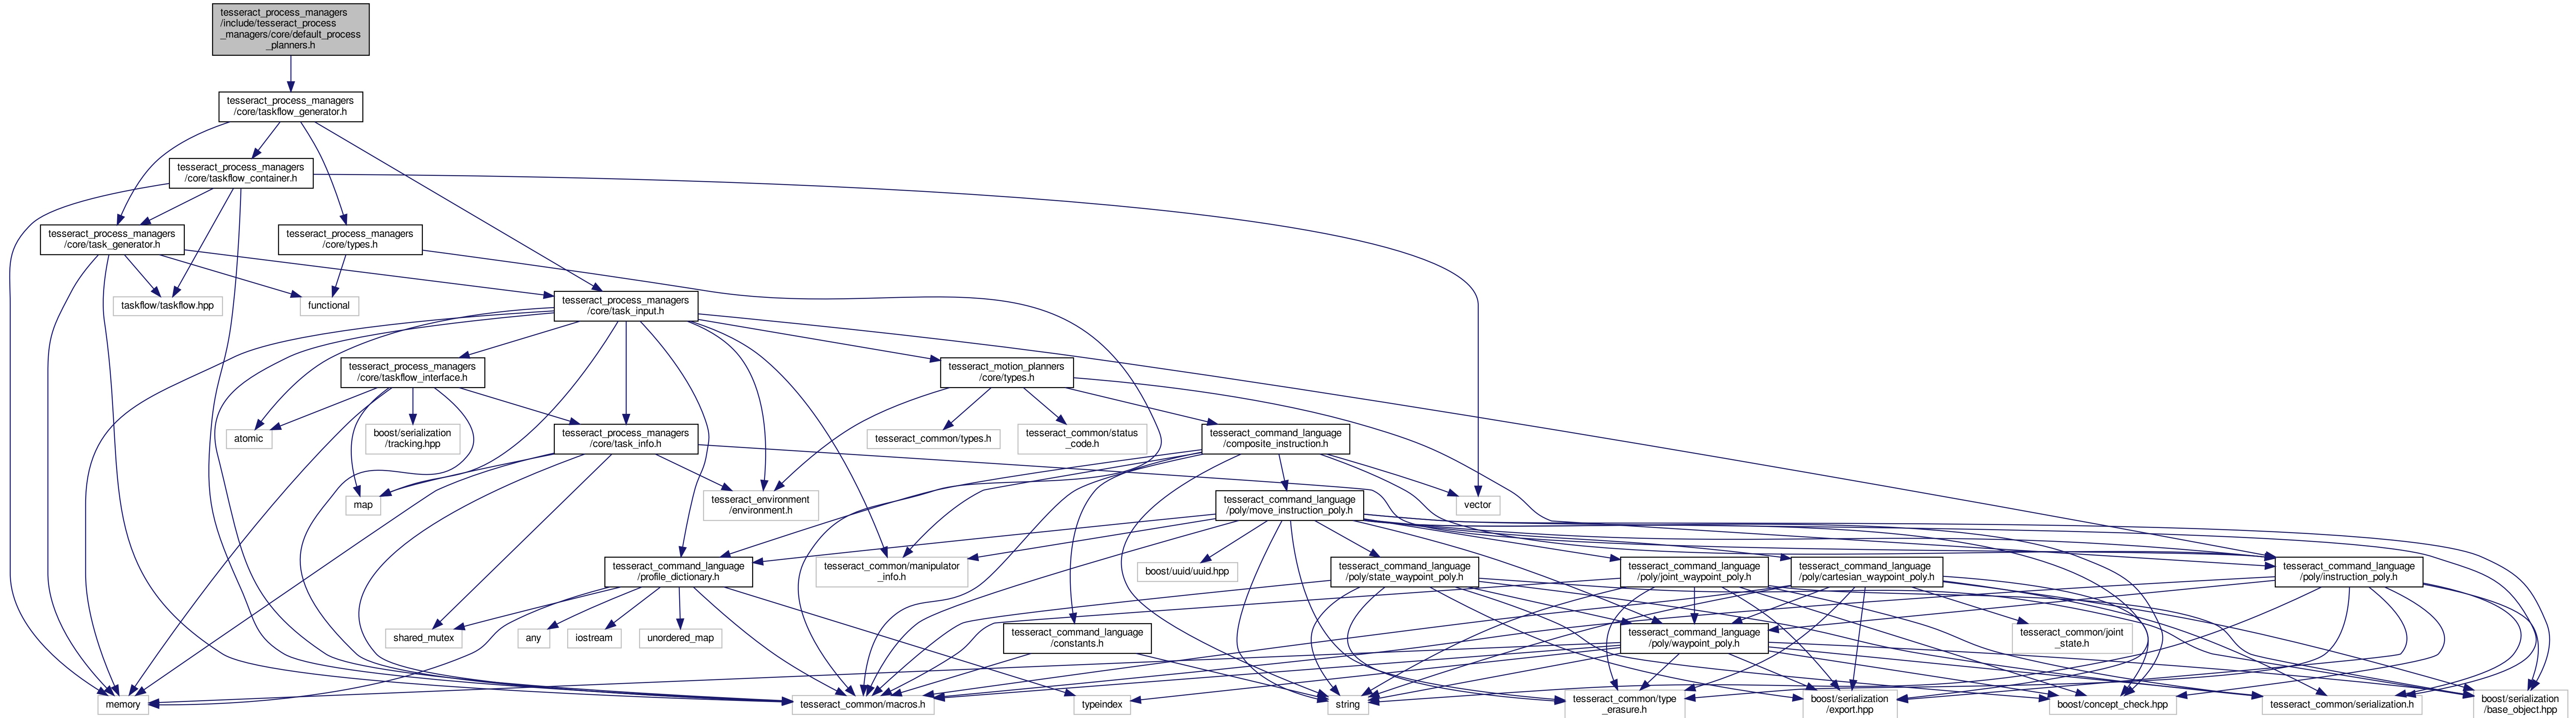 tesseract_process_managers
/include/tesseract_process
_managers/core/default_process
_planners.h
tesseract_process_managers
/core/taskflow_generator.h
tesseract_process_managers
/core/taskflow_container.h
tesseract_process_managers
/core/task_generator.h
tesseract_process_managers
/core/types.h
taskflow/taskflow.hpp
functional
tesseract_process_managers
/core/task_input.h
tesseract_process_managers
/core/taskflow_interface.h
tesseract_motion_planners
/core/types.h
atomic
boost/serialization
/tracking.hpp
tesseract_process_managers
/core/task_info.h
tesseract_common/types.h
tesseract_common/status
_code.h
tesseract_command_language
/composite_instruction.h
map
tesseract_environment
/environment.h
tesseract_command_language
/poly/move_instruction_poly.h
vector
tesseract_command_language
/profile_dictionary.h
tesseract_common/manipulator
_info.h
boost/uuid/uuid.hpp
tesseract_command_language
/poly/state_waypoint_poly.h
tesseract_command_language
/poly/joint_waypoint_poly.h
tesseract_command_language
/poly/cartesian_waypoint_poly.h
tesseract_command_language
/poly/instruction_poly.h
shared_mutex
any
iostream
unordered_map
tesseract_command_language
/constants.h
tesseract_command_language
/poly/waypoint_poly.h
tesseract_common/joint
_state.h
memory
tesseract_common/macros.h
typeindex
string
tesseract_common/type
_erasure.h
boost/serialization
/export.hpp
boost/concept_check.hpp
tesseract_common/serialization.h
boost/serialization
/base_object.hpp